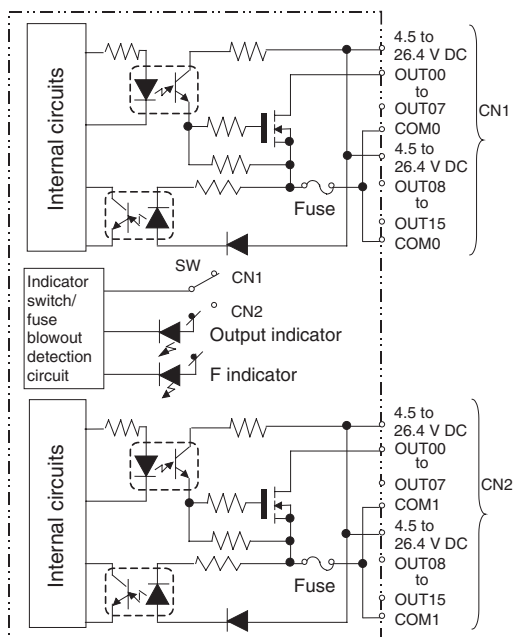 Internal circuits
4.5 to
26.4 V DC
OUT00
to
OUT07
COM0
4.5 to
26.4 V DC
OUT08
to
OUT15
COM0
CN1
Fuse
SW
CN1
CN2
Indicator
switch/
fuse
blowout
detection
circuit
Output indicator
F indicator
Internal circuits
4.5 to
26.4 V DC
OUT00
to
OUT07
COM1
4.5 to
26.4 V DC
OUT08
to
OUT15
COM1
CN2
Fuse